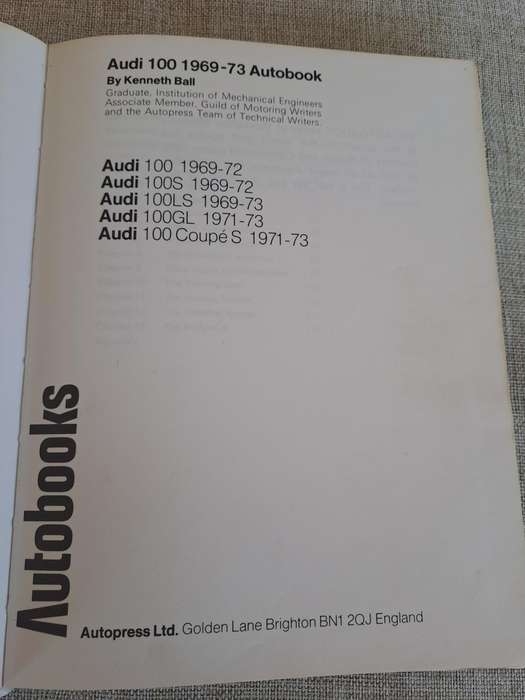 Audi 100 1969-73 Autobook
By Kenneth Ball
Graduate, Institution of Mechanical Engineers
Associate Member, Guild of Motoring Writers
and the Autopress Team of Technical Writers.
Audi 100 1969-72
Audi 100S 1969-72
Audi 100LS 1969-73
Audi 100GL 1971-73
Audi 100 Coupé S 1971-73
Autobooks
Autopress Ltd. Golden Lane Brighton BN1 2QJ England